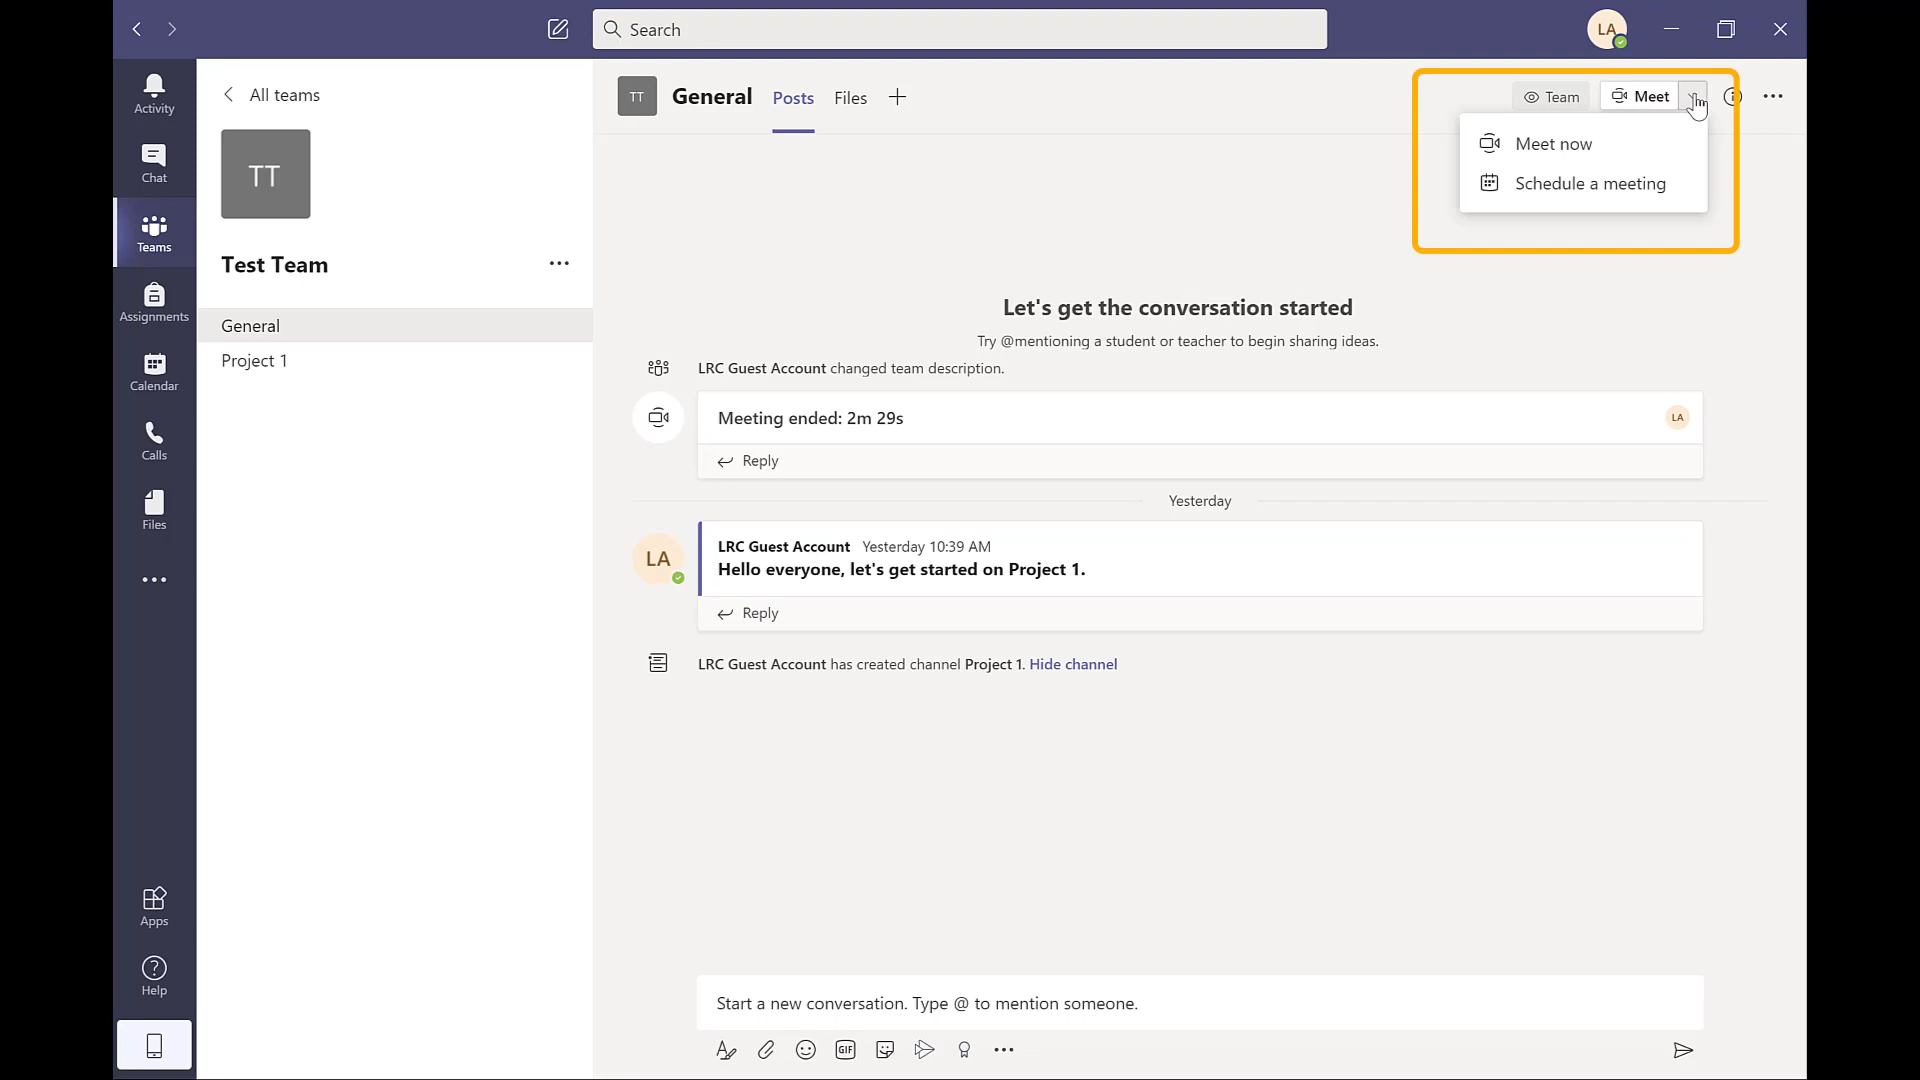 Search
LA
Activity
Chat
Teams
Assignments
Calendar
Calls
Files
Apps
Help
All teams
TT
Test Team
General
Project 1
TT
General
Posts
Files
Team
Meet
Meet now
Schedule a meeting
Let's get the conversation started
Try @mentioning a student or teacher to begin sharing ideas.
LRC Guest Account changed team description.
Meeting ended: 2m 29s
LA
Reply
Yesterday
LA
LRC Guest Account Yesterday 10:39 AM
Hello everyone, let's get started on Project 1.
Reply
LRC Guest Account has created channel Project 1. Hide channel
Start a new conversation. Type @ to mention someone.
GIF